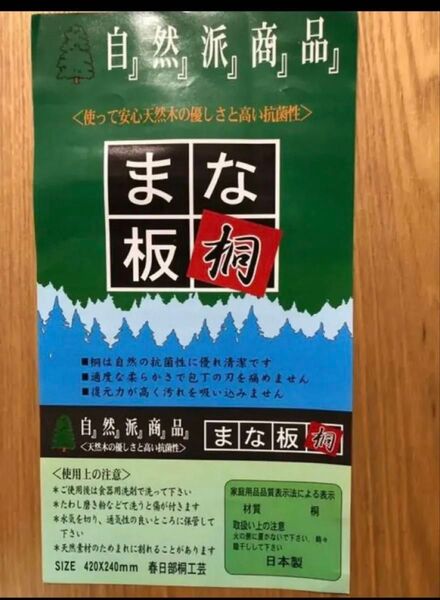 自』然』派』商』品』
＜使って安心天然木の優しさと高い抗菌性＞
まな
板桐
■桐は自然の抗菌性に優れ清潔です
■適度な柔らかさで包丁の刃を痛めません
■復元力が高く汚れを吸い込みません
自』然』派』商』品』
＜天然木の優しさと高い抗菌性＞
まな板桐
＜使用上の注意＞
＊ご使用後は食器用洗剤で洗って下さい
＊たわし磨き粉などで洗うと傷が付きます
＊水気を切り、通気性の良いところに保管して
下さい
＊天然素材のためまれに割れることがあります
SIZE 420X240mm 春日部桐工芸
家庭用品品質表示法による表示
材質 桐
取扱い上の注意
火の側に置かないで下さい、時々
陰干しして下さい
日本製